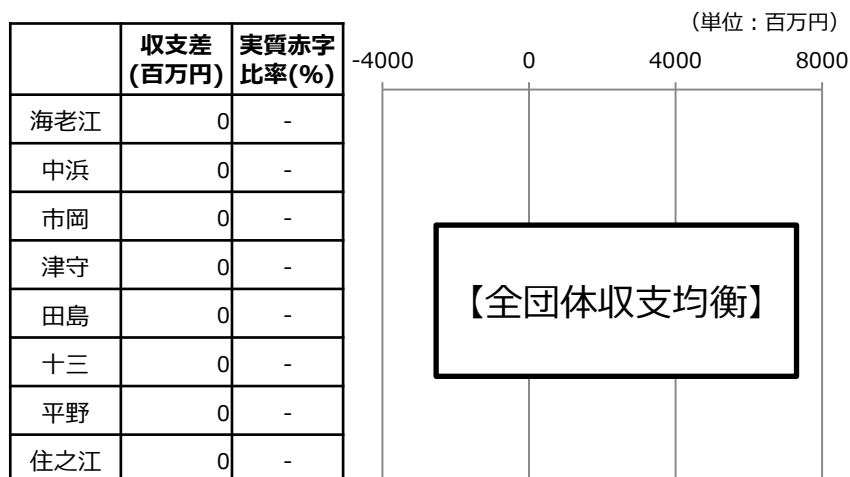 （単位：百万円）
収支差 実質赤字
(百万円) 比率(%)
-4000 0 4000 8000
海老江 0 -
中浜 0 -
市岡 0 -
津守 0 -
田島 0 -
十三 0 -
平野 0 -
住之江 0 -
【全団体収支均衡】